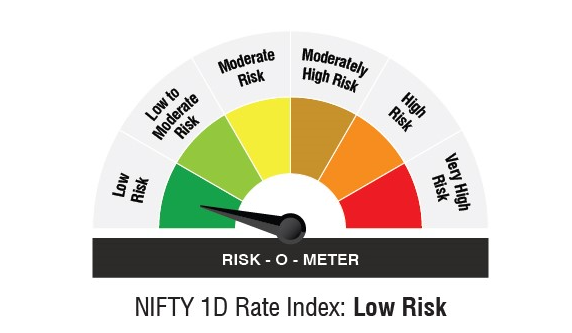 Low
Risk
Low to
Moderate
Risk
Moderate
Risk
Moderately
High Risk
High
Risk
Very High
Risk
RISK - O - METER
NIFTY 1D Rate Index: Low Risk